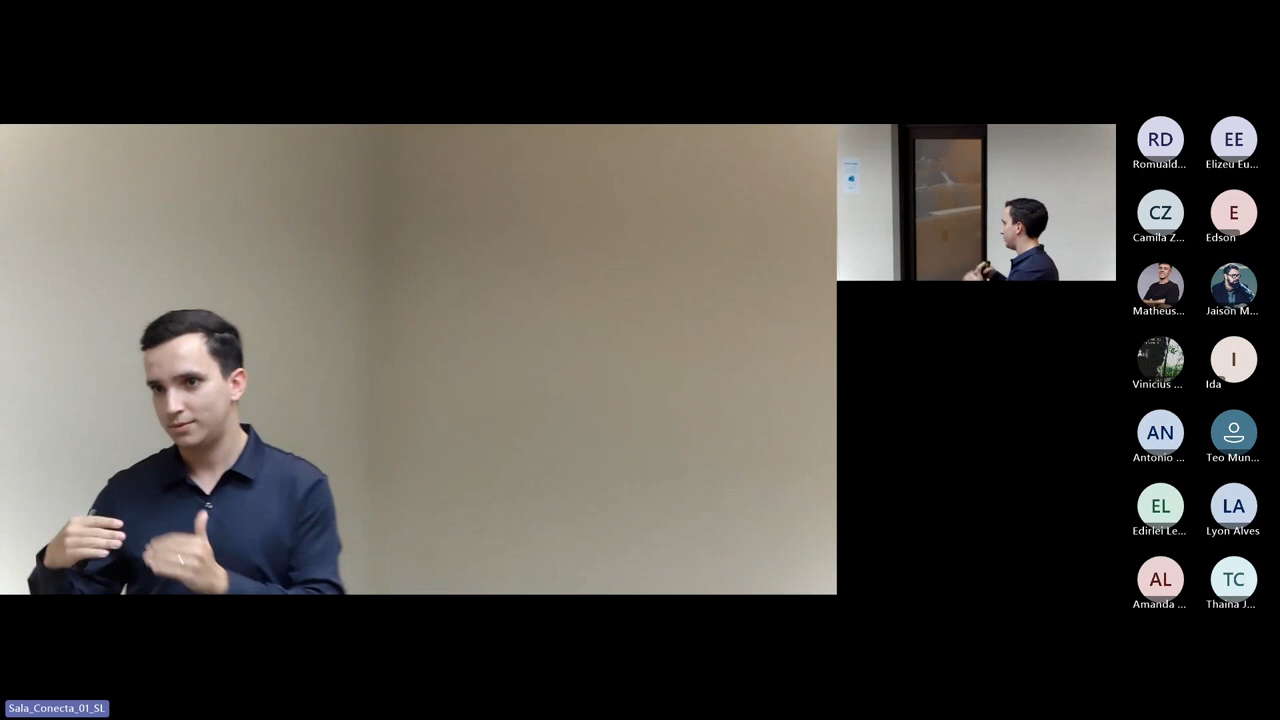 RD EE
Romuald... Elizeu Eu...
CZ E
Camila Z... Edson
Matheus... Jaison M...
Vinicius ... Ida
I
AN
Antonio ... Teo Mun...
EL LA
Edirlei Le... Lyon Alves
AL TC
Amanda ... Thaina J...
Sala_Conecta_01_SL